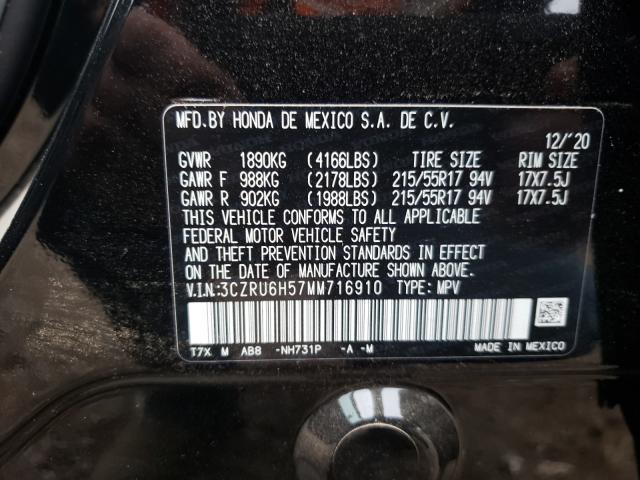 MFD.BY HONDA DE MEXICO S.A. DE C.V.
12/'20
GVWR 1890KG (4166LBS) TIRE SIZE RIM SIZE
GAWR F 988KG (2178LBS) 215/55R17 94V 17X7.5J
GAWR R 902KG (1988LBS) 215/55R17 94V 17X7.5J
THIS VEHICLE CONFORMS TO ALL APPLICABLE
FEDERAL MOTOR VEHICLE SAFETY
AND THEFT PREVENTION STANDARDS IN EFFECT
ON THE DATE OF MANUFACTURE SHOWN ABOVE.
V.I.N:3CZRU6H57MM716910 TYPE: MPV
T7X M AB8 -NH731P -A -M MADE IN MEXICO